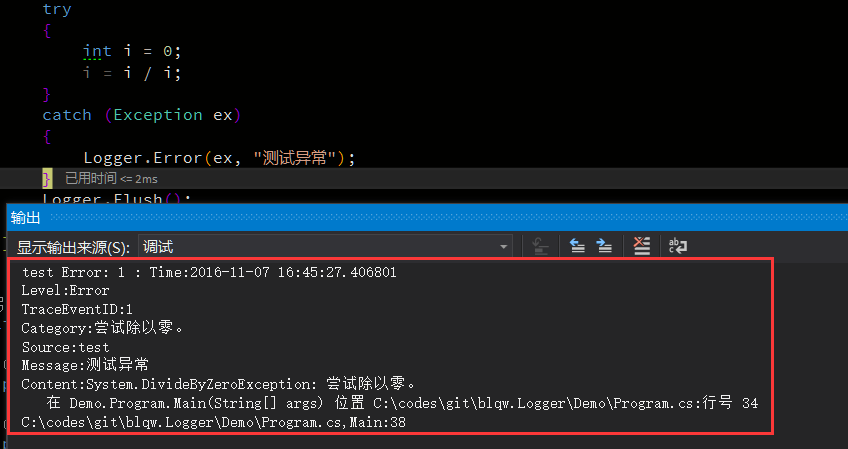 try
{
int i = 0;
i = i / i;
}
catch (Exception ex)
{
Logger.Error(ex, "测试异常");
} 已用时间 <= 2ms
Logger.Flush();
输出
显示输出来源(S): 调试
test Error: 1 : Time:2016-11-07 16:45:27.406801
Level:Error
TraceEventID:1
Category:尝试除以零。
Source:test
Message:测试异常
Content:System.DivideByZeroException: 尝试除以零。
在 Demo.Program.Main(String[] args) 位置 C:\codes\git\blqw.Logger\Demo\Program.cs:行号 34
C:\codes\git\blqw.Logger\Demo\Program.cs,Main:38